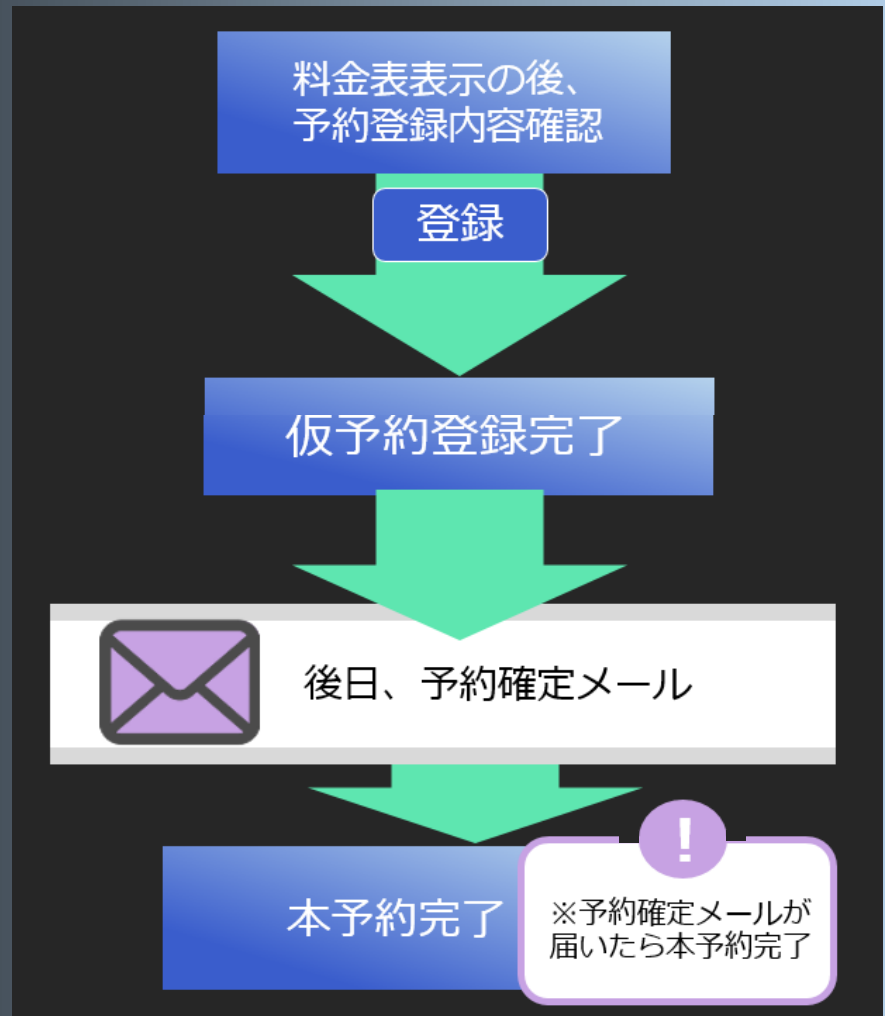 料金表表示の後、
予約登録内容確認
登録
仮予約登録完了
後日、予約確定メール
本予約完了
!
※予約確定メールが
届いたら本予約完了